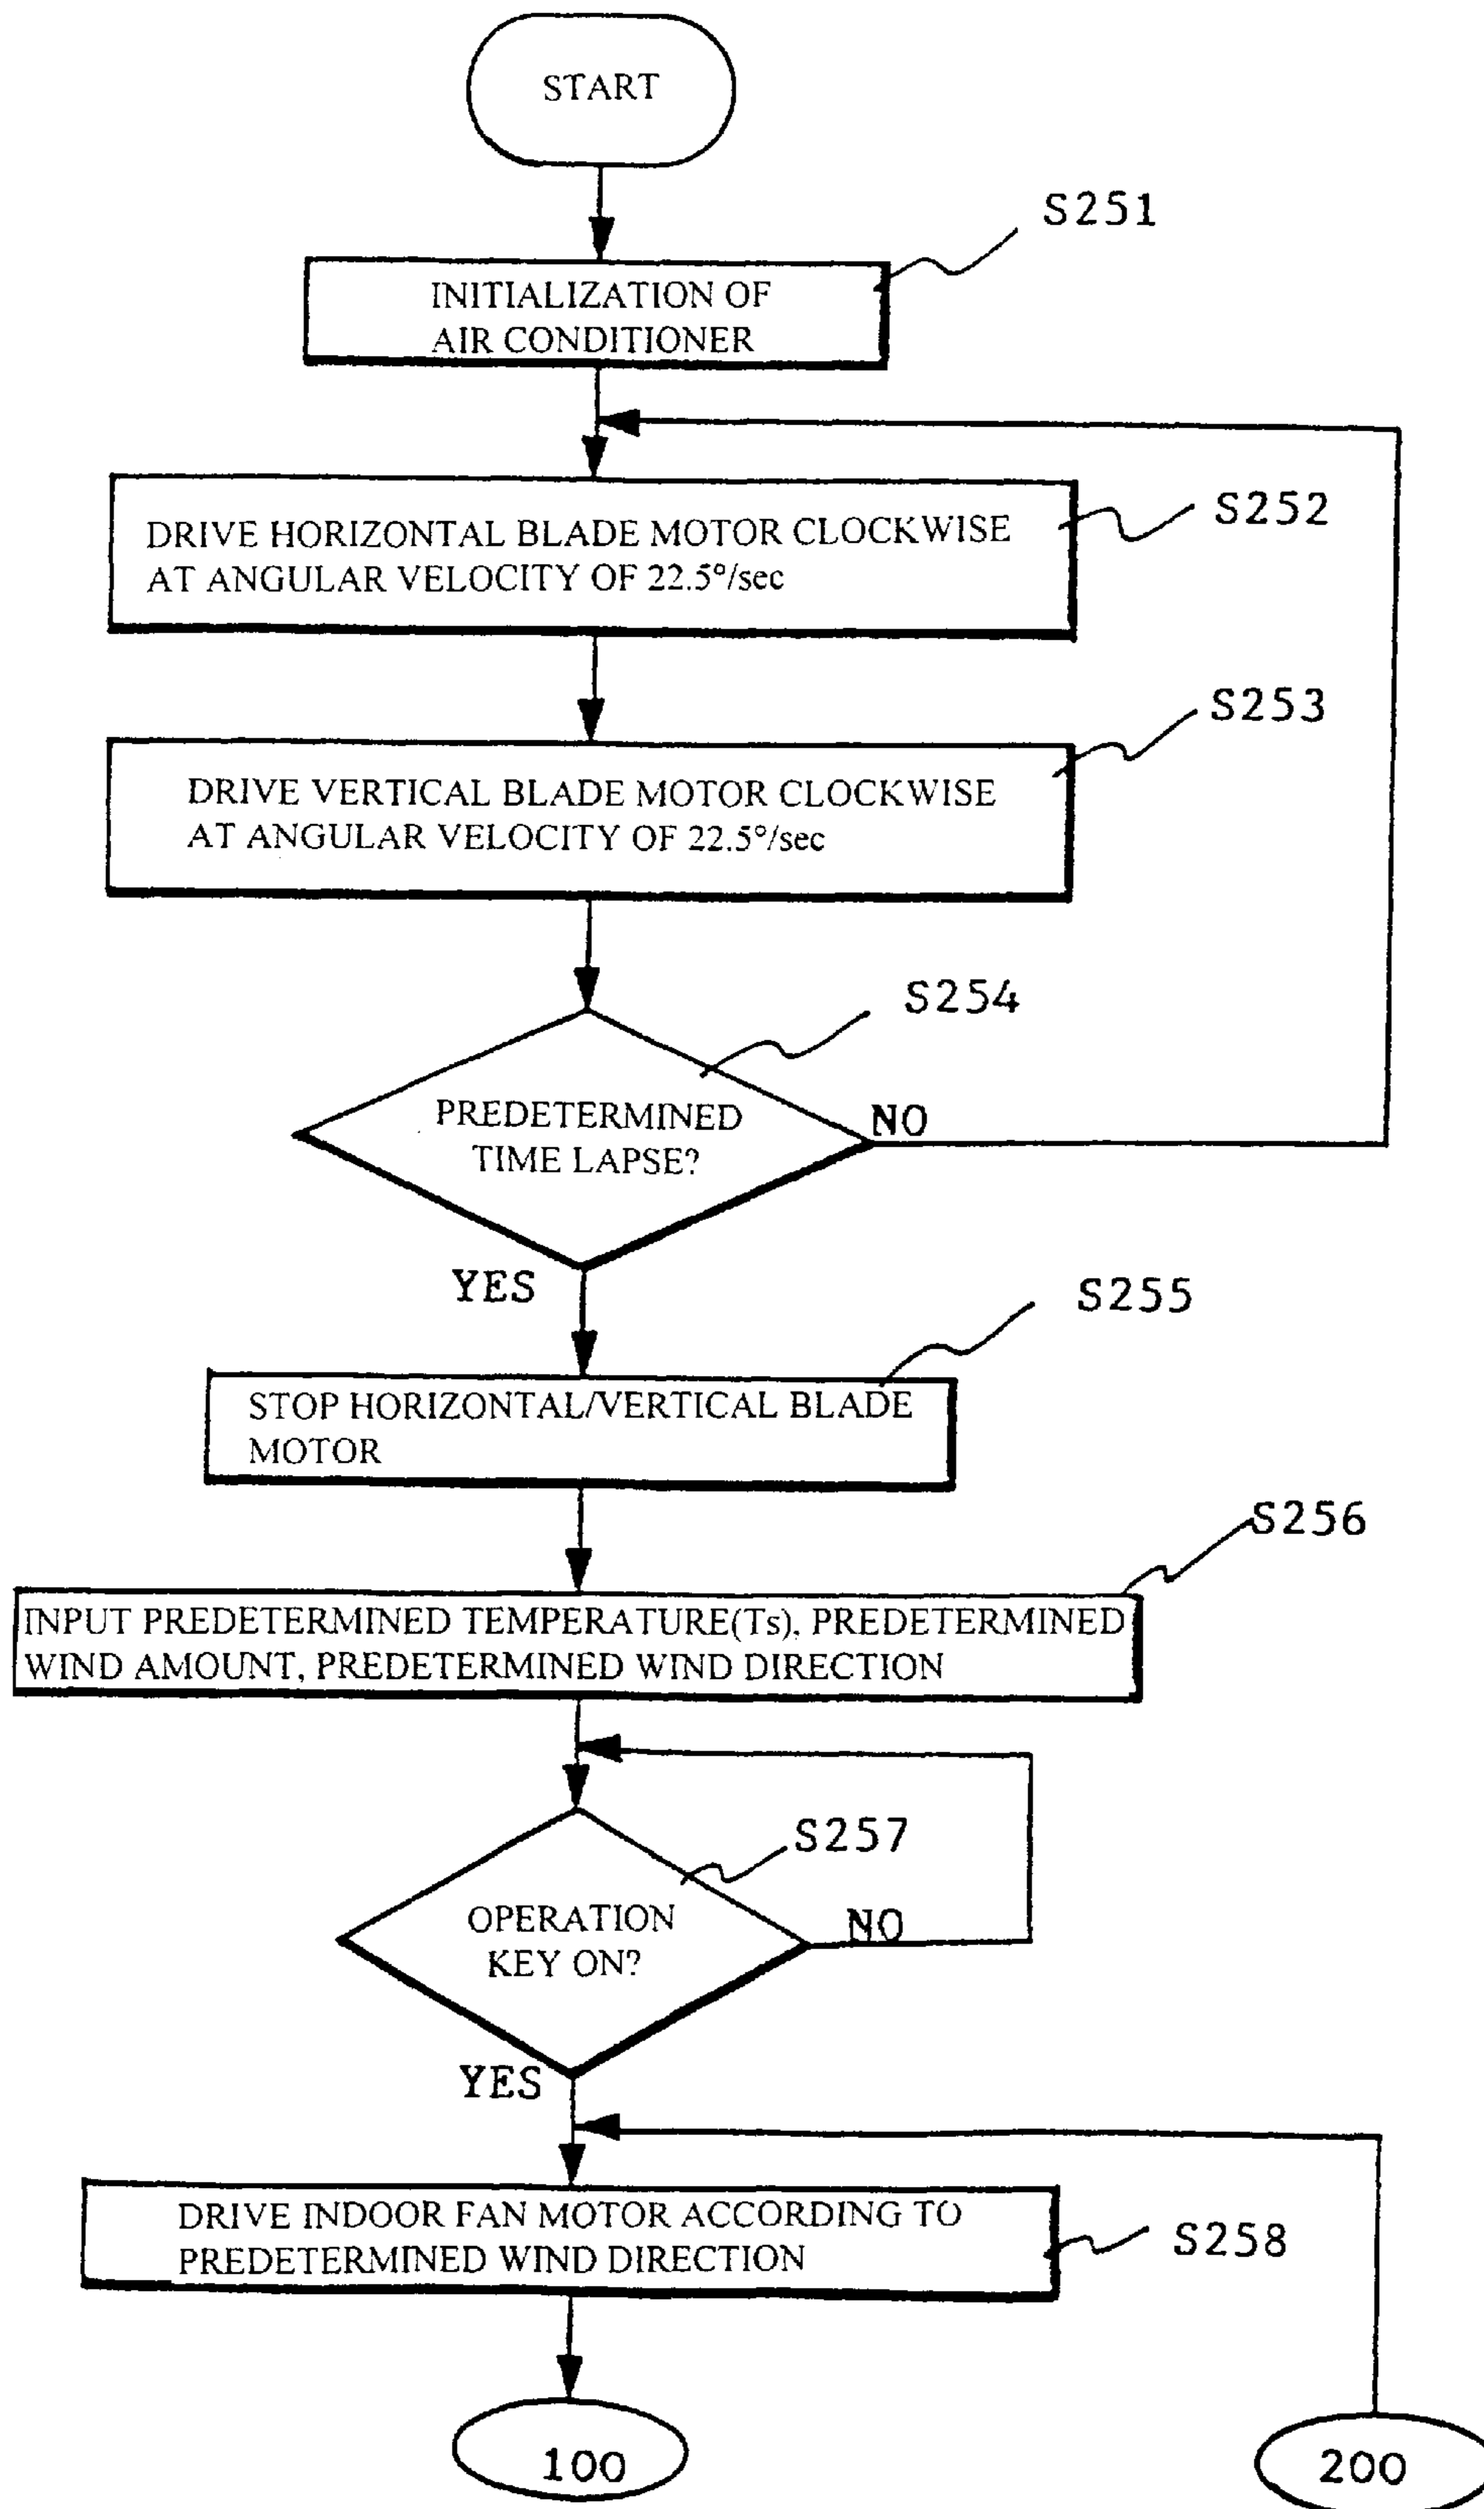 START
S251
INITIALIZATION OF
AIR CONDITIONER
S252
DRIVE HORIZONTAL BLADE MOTOR CLOCKWISE
AT ANGULAR VELOCITY OF 22.5°/sec
S253
DRIVE VERTICAL BLADE MOTOR CLOCKWISE
AT ANGULAR VELOCITY OF 22.5°/sec
S254
PREDETERMINED
TIME LAPSE?
NO
YES
S255
STOP HORIZONTAL/VERTICAL BLADE
MOTOR
S256
INPUT PREDETERMINED TEMPERATURE(Ts), PREDETERMINED
WIND AMOUNT, PREDETERMINED WIND DIRECTION
S257
OPERATION
KEY ON?
NO
YES
DRIVE INDOOR FAN MOTOR ACCORDING TO
PREDETERMINED WIND DIRECTION
S258
100
200